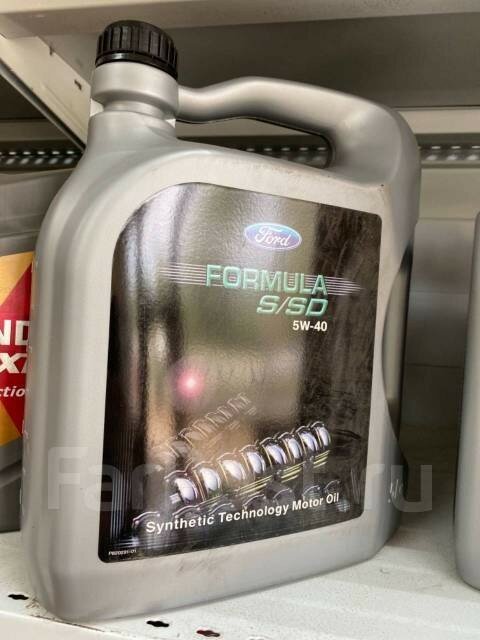 Ford
FORMULA
S/SD
5W-40
Synthetic Technology Motor Oil